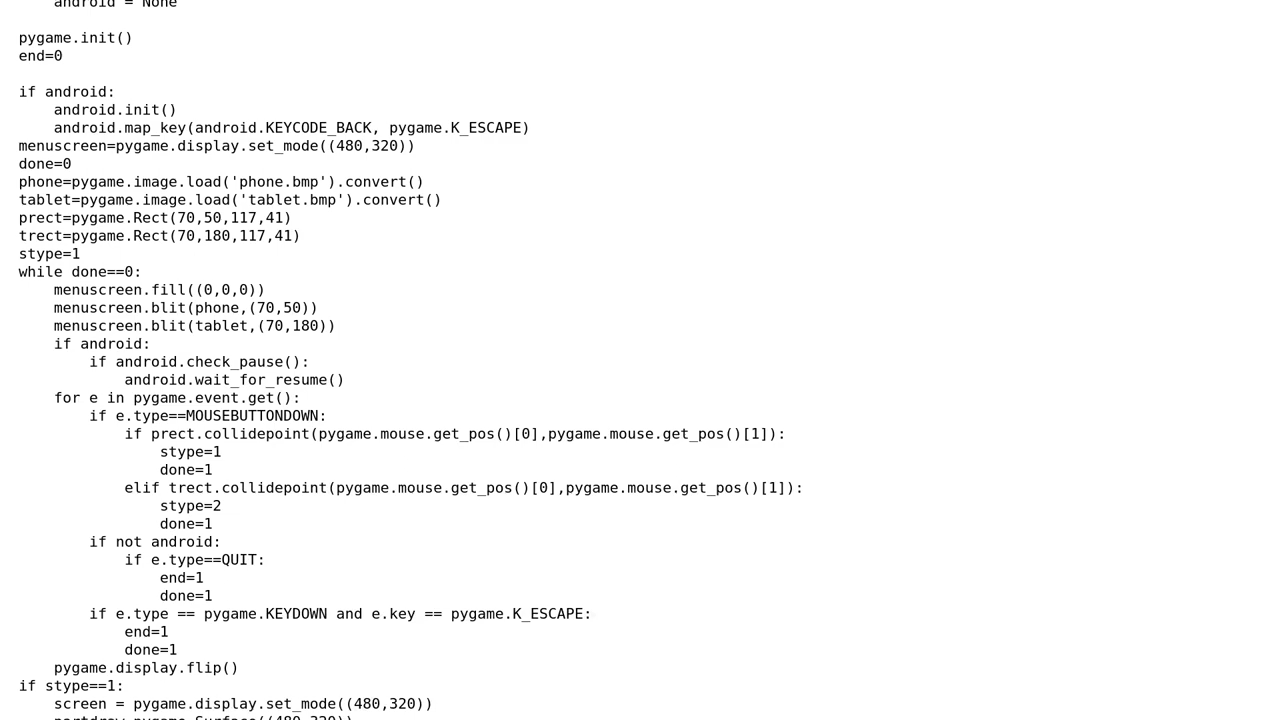 android = None
pygame.init()
end=0
if android:
android.init()
android.map_key(android.KEYCODE_BACK, pygame.K_ESCAPE)
menuscreen=pygame.display.set_mode((480,320))
done=0
phone=pygame.image.load('phone.bmp').convert()
tablet=pygame.image.load('tablet.bmp').convert()
prect=pygame.Rect(70,50,117,41)
trect=pygame.Rect(70,180,117,41)
stype=1
while done==0:
menuscreen.fill((0,0,0))
menuscreen.blit(phone,(70,50))
menuscreen.blit(tablet,(70,180))
if android:
if android.check_pause():
android.wait_for_resume()
for e in pygame.event.get():
if e.type==MOUSEBUTTONDOWN:
if prect.collidepoint(pygame.mouse.get_pos()[0],pygame.mouse.get_pos()[1]):
stype=1
done=1
elif trect.collidepoint(pygame.mouse.get_pos()[0],pygame.mouse.get_pos()[1]):
stype=2
done=1
if not android:
if e.type==QUIT:
end=1
done=1
if e.type == pygame.KEYDOWN and e.key == pygame.K_ESCAPE:
end=1
done=1
pygame.display.flip()
if stype==1:
screen = pygame.display.set_mode((480,320))